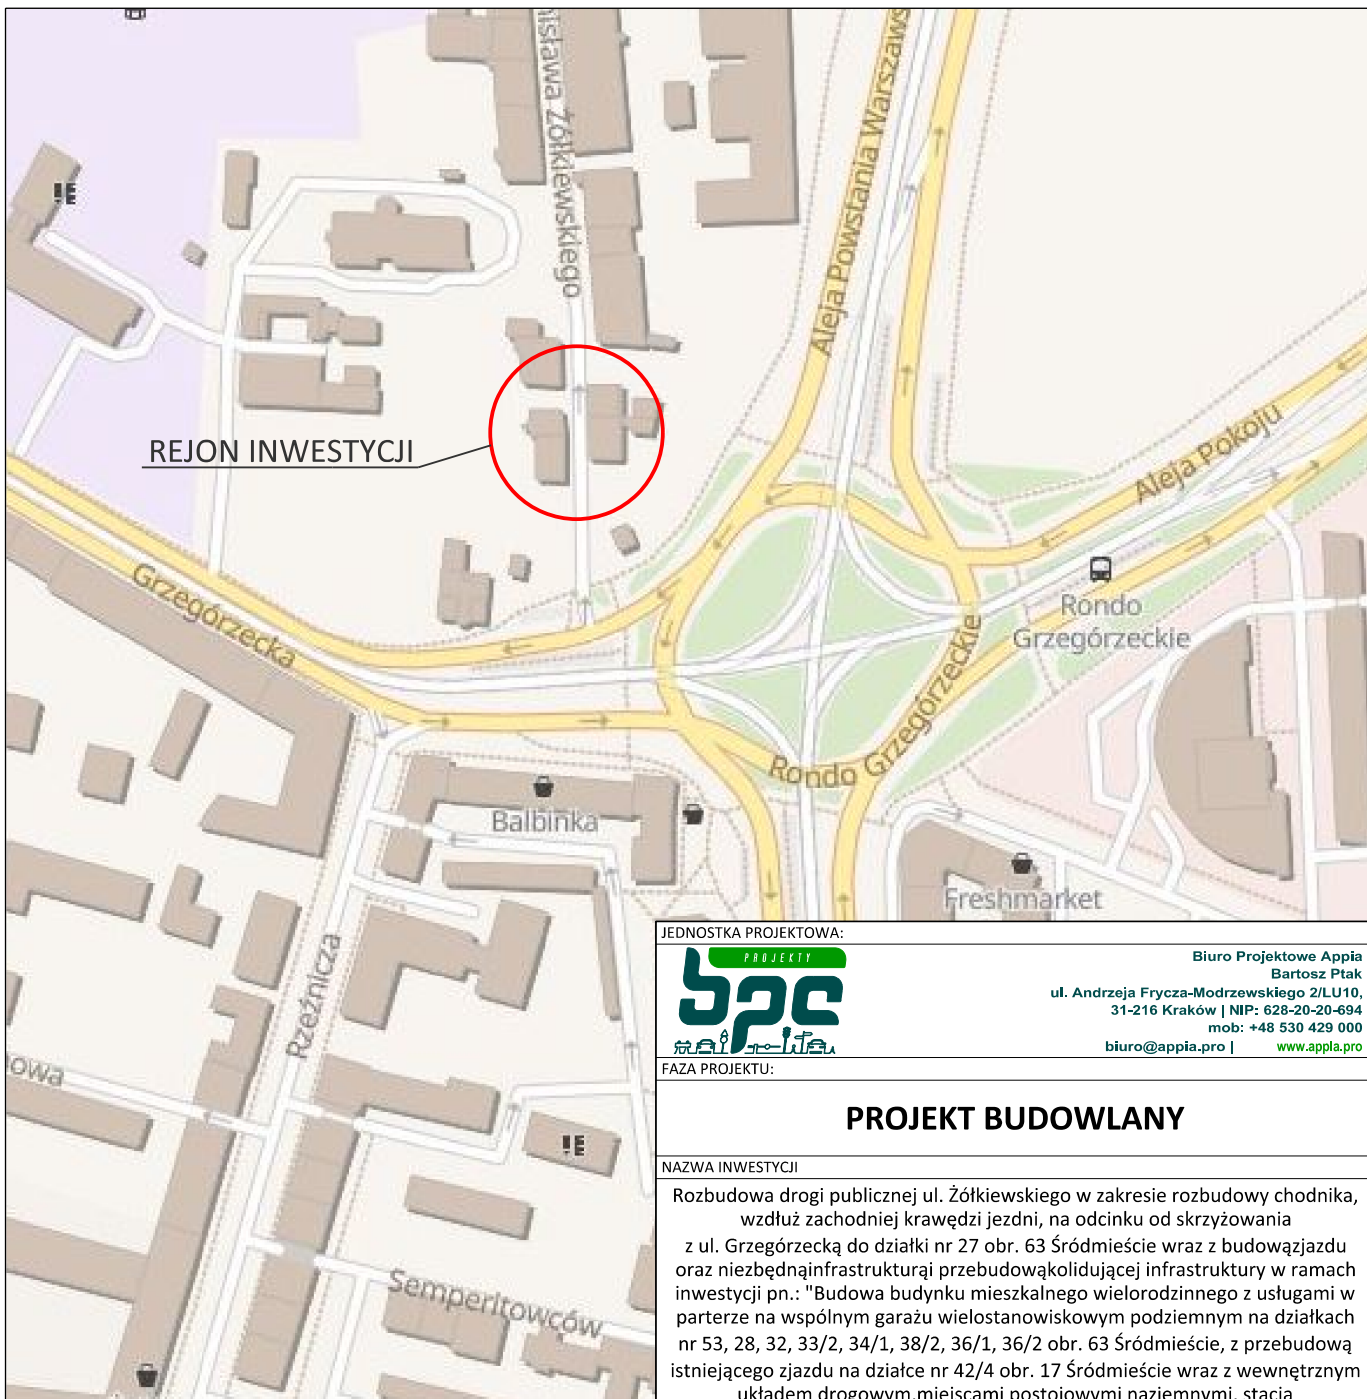 nisława Żółkiewskiego
Aleja Powstania Warszaws
REJON INWESTYCJI
Aleja Pokoju
Grzegórzecka
Rondo
Grzegórzeckie
Rondo Grzegórzeckie
Balbinka
Freshmarket
Rzeźnicza
owa
Semperitowców
JEDNOSTKA PROJEKTOWA:
PROJEKTY
bpc
Biuro Projektowe Appia
Bartosz Ptak
ul. Andrzeja Frycza-Modrzewskiego 2/LU10,
31-216 Kraków | NIP: 628-20-20-694
mob: +48 530 429 000
biuro@appia.pro | www.appia.pro
FAZA PROJEKTU:
PROJEKT BUDOWLANY
NAZWA INWESTYCJI
Rozbudowa drogi publicznej ul. Żółkiewskiego w zakresie rozbudowy chodnika,
wzdłuż zachodniej krawędzi jezdni, na odcinku od skrzyżowania
z ul. Grzegórzecką do działki nr 27 obr. 63 Śródmieście wraz z budowązjazdu
oraz niezbędnąinfrastrukturąi przebudowąkolidującej infrastruktury w ramach
inwestycji pn.: "Budowa budynku mieszkalnego wielorodzinnego z usługami w
parterze na wspólnym garażu wielostanowiskowym podziemnym na działkach
nr 53, 28, 32, 33/2, 34/1, 38/2, 36/1, 36/2 obr. 63 Śródmieście, z przebudową
istniejącego zjazdu na działce nr 42/4 obr. 17 Śródmieście wraz z wewnętrznym
układem drogowym,miejscami postojowymi naziemnymi, stacją